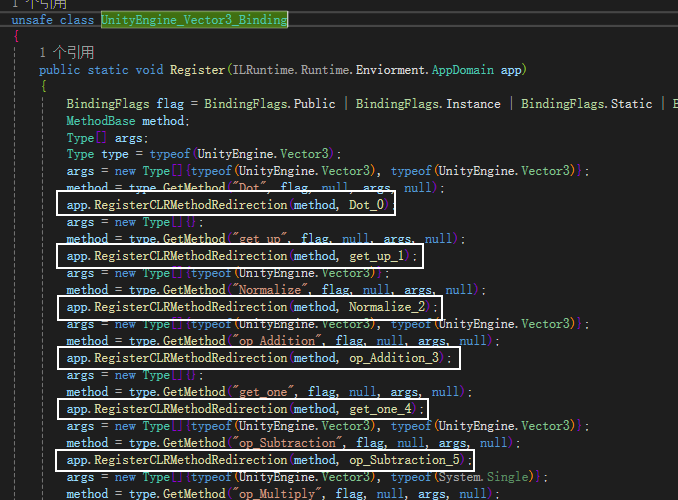 1 个引用
unsafe class UnityEngine_Vector3_Binding
{
1 个引用
public static void Register(ILRuntime.Runtime.Enviorment.AppDomain app)
{
BindingFlags flag = BindingFlags.Public | BindingFlags.Instance | BindingFlags.Static | B
MethodBase method;
Type[] args;
Type type = typeof(UnityEngine.Vector3);
args = new Type[]{typeof(UnityEngine.Vector3), typeof(UnityEngine.Vector3)};
method = type.GetMethod("Dot", flag, null, args, null);
app.RegisterCLRMethodRedirection(method, Dot_0);
args = new Type[]{};
method = type.GetMethod("get_up", flag, null, args, null);
app.RegisterCLRMethodRedirection(method, get_up_1);
args = new Type[]{typeof(UnityEngine.Vector3)};
method = type.GetMethod("Normalize", flag, null, args, null);
app.RegisterCLRMethodRedirection(method, Normalize_2);
args = new Type[]{typeof(UnityEngine.Vector3), typeof(UnityEngine.Vector3)};
method = type.GetMethod("op_Addition", flag, null, args, null);
app.RegisterCLRMethodRedirection(method, op_Addition_3);
args = new Type[]{};
method = type.GetMethod("get_one", flag, null, args, null);
app.RegisterCLRMethodRedirection(method, get_one_4);
args = new Type[]{typeof(UnityEngine.Vector3), typeof(UnityEngine.Vector3)};
method = type.GetMethod("op_Subtraction", flag, null, args, null);
app.RegisterCLRMethodRedirection(method, op_Subtraction_5);
args = new Type[]{typeof(UnityEngine.Vector3), typeof(System.Single)};
method = type.GetMethod("op_Multiply", flag, null, args, null);